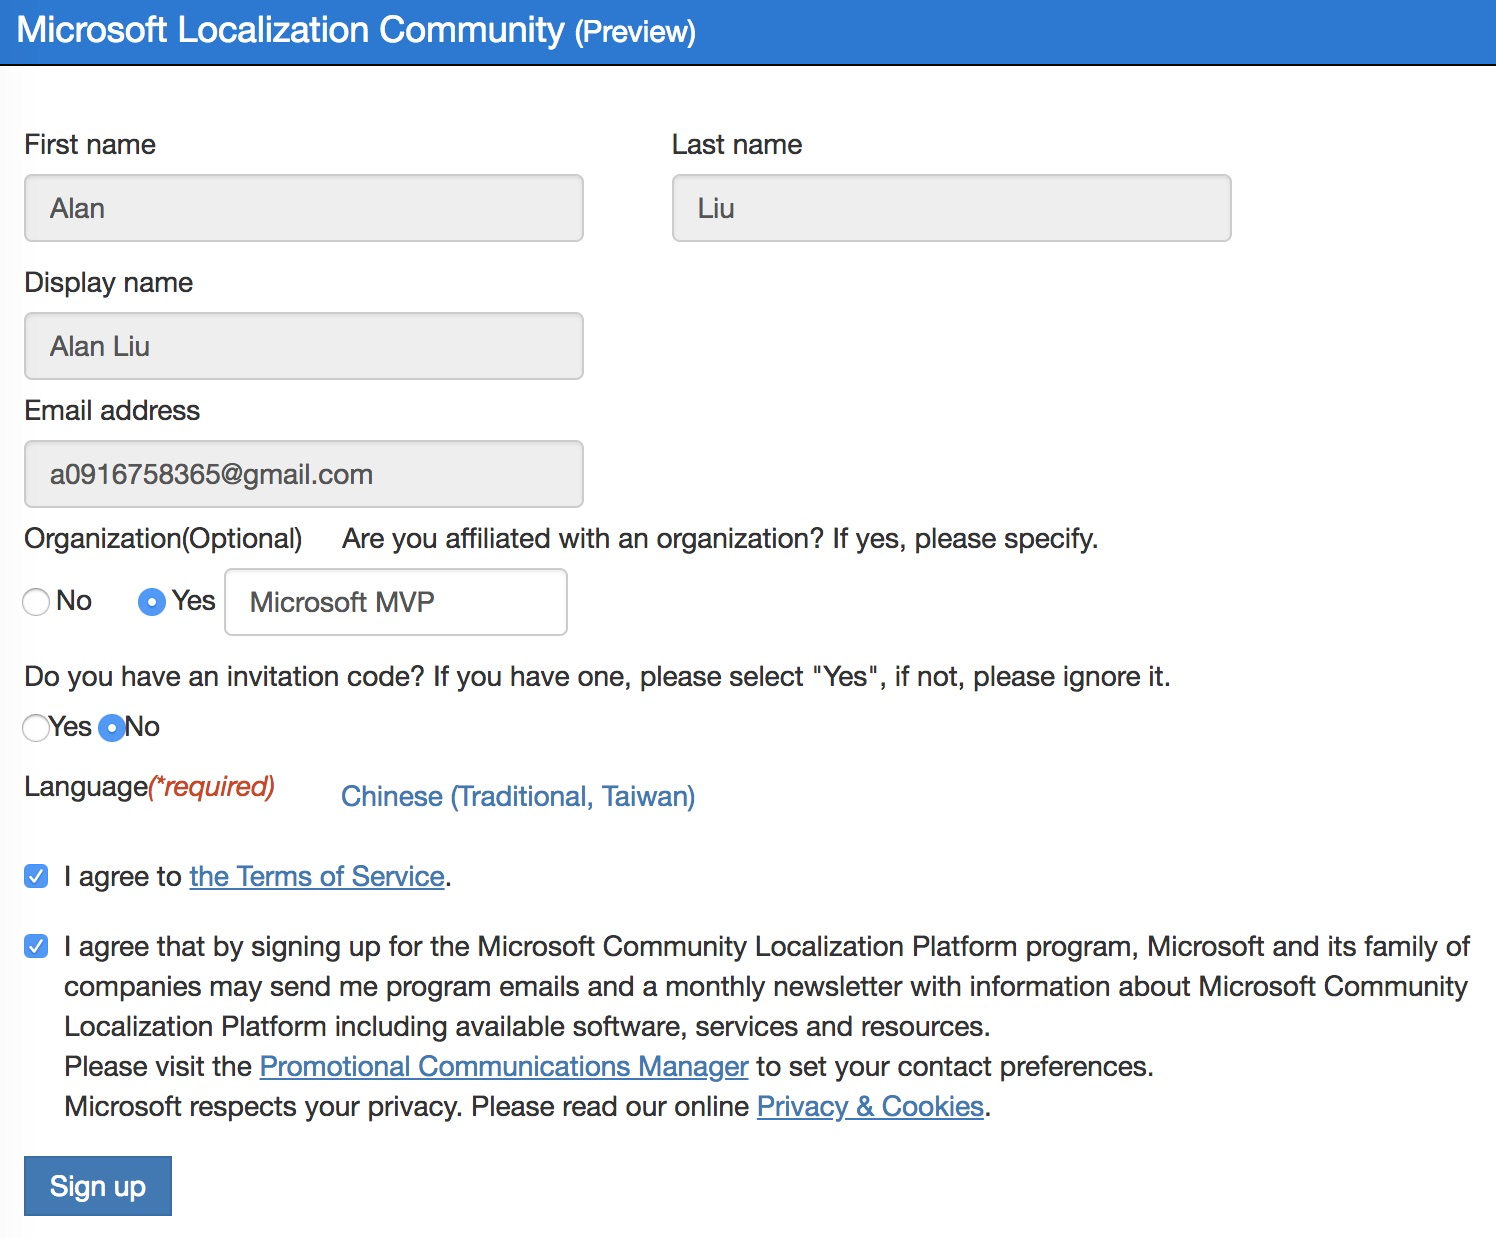 Microsoft Localization Community (Preview)
First name Last name
Alan Liu
Display name
Alan Liu
Email address
a0916758365@gmail.com
Organization(Optional) Are you affiliated with an organization? If yes, please specify.
No Yes Microsoft MVP
Do you have an invitation code? If you have one, please select "Yes", if not, please ignore it.
Yes No
Language(*required) Chinese (Traditional, Taiwan)
I agree to the Terms of Service.
I agree that by signing up for the Microsoft Community Localization Platform program, Microsoft and its family of
companies may send me program emails and a monthly newsletter with information about Microsoft Community
Localization Platform including available software, services and resources.
Please visit the Promotional Communications Manager to set your contact preferences.
Microsoft respects your privacy. Please read our online Privacy & Cookies.
Sign up